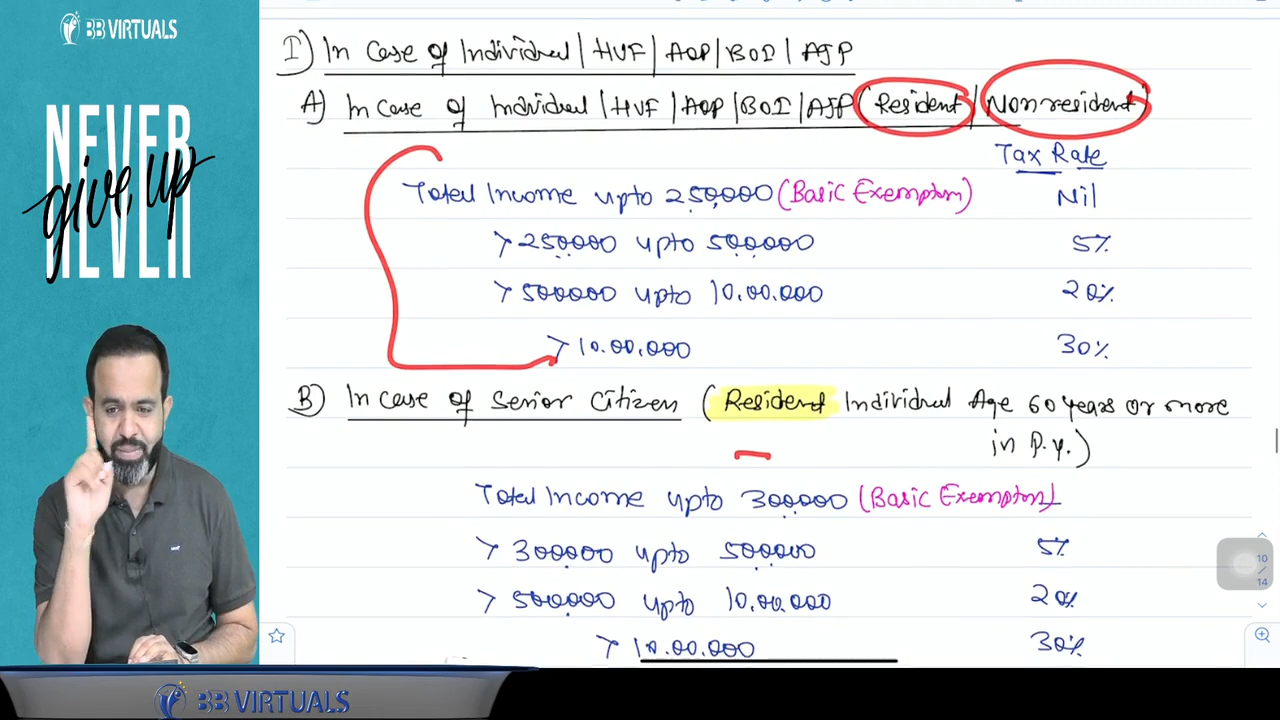 BB VIRTUALS
NEVER
give up
NEVER
I) In Case of Individual | HUF | AOP | BOI | AJP
A) In Case of Individual | HUF | AOP | BOI | AJP (Resident | Non resident)
Tax Rate
Total Income upto 250,000 (Basic Exemption) Nil
> 250000 upto 500000 5%
> 500000 upto 10,00,000 20%
> 10,00,000 30%
B) In case of Senior Citizen (Resident Individual Age 60 years or more
in P.Y.)
Total Income upto 300000 (Basic Exemption)
> 300000 upto 500000 5%
> 500000 upto 10,00,000 20%
> 10,00,000 30%
10
/
14
BB VIRTUALS